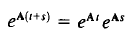 e^{A(t+s)} = e^{At} e^{As}